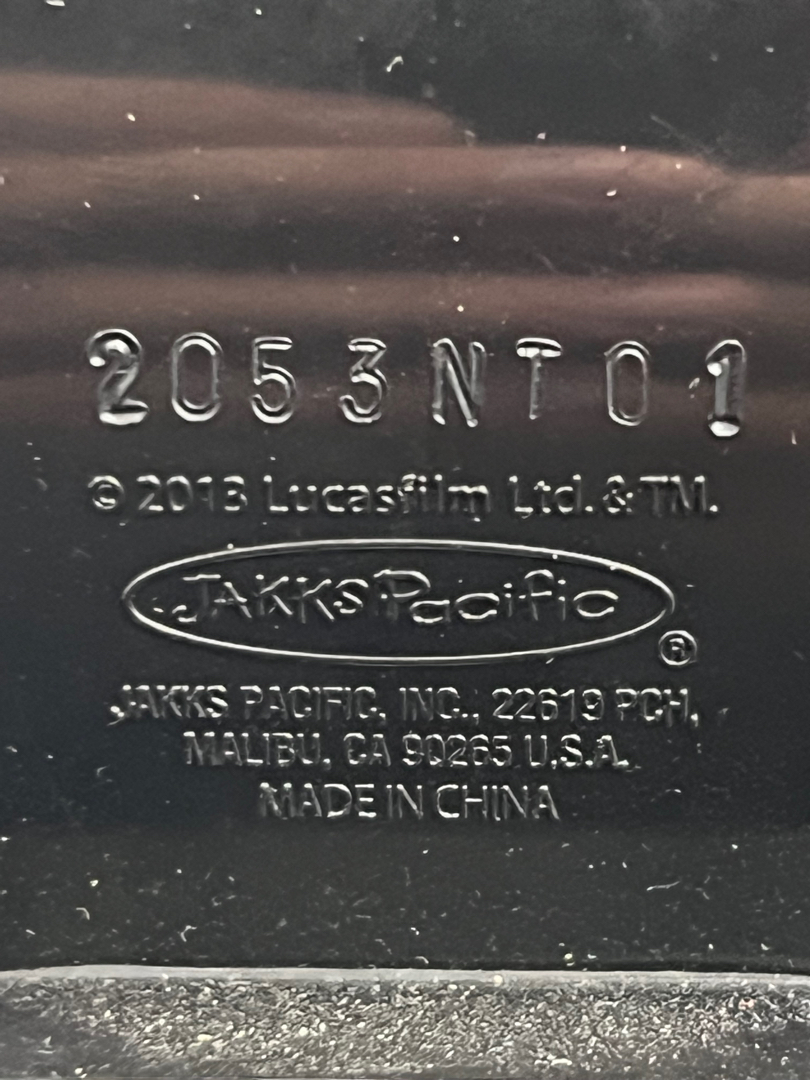 2053NT01
© 2013 Lucasfilm Ltd. & TM.
JAKKS Pacific
®
JAKKS PACIFIC, INC., 22619 PCH,
MALIBU, CA 90265 U.S.A.
MADE IN CHINA